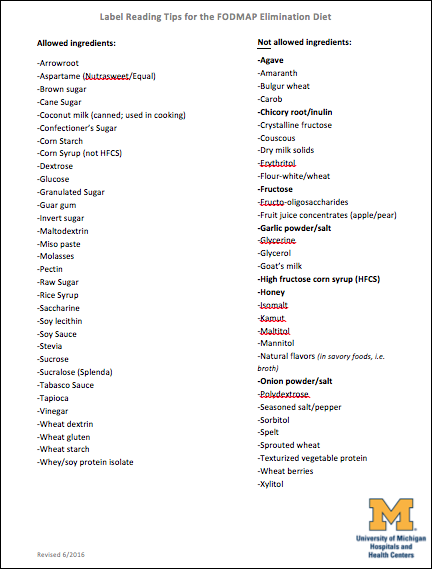 Label Reading Tips for the FODMAP Elimination Diet
Allowed ingredients:
-Arrowroot
-Aspartame (Nutrasweet/Equal)
-Brown sugar
-Cane Sugar
-Coconut milk (canned; used in cooking)
-Confectioner's Sugar
-Corn Starch
-Corn Syrup (not HFCS)
-Dextrose
-Glucose
-Granulated Sugar
-Guar gum
-Invert sugar
-Maltodextrin
-Miso paste
-Molasses
-Pectin
-Raw Sugar
-Rice Syrup
-Saccharine
-Soy lecithin
-Soy Sauce
-Stevia
-Sucrose
-Sucralose (Splenda)
-Tabasco Sauce
-Tapioca
-Vinegar
-Wheat dextrin
-Wheat gluten
-Wheat starch
-Whey/soy protein isolate
Not allowed ingredients:
-Agave
-Amaranth
-Bulgur wheat
-Carob
-Chicory root/inulin
-Crystalline fructose
-Couscous
-Dry milk solids
-Erythritol
-Flour-white/wheat
-Fructose
-Fructo-oligosaccharides
-Fruit juice concentrates (apple/pear)
-Garlic powder/salt
-Glycerine
-Glycerol
-Goat's milk
-High fructose corn syrup (HFCS)
-Honey
-Isomalt
-Kamut
-Maltitol
-Mannitol
-Natural flavors (in savory foods, i.e.
broth)
-Onion powder/salt
-Polydextrose
-Seasoned salt/pepper
-Sorbitol
-Spelt
-Sprouted wheat
-Texturized vegetable protein
-Wheat berries
-Xylitol
M
University of Michigan
Hospitals and
Health Centers
Revised 6/2016